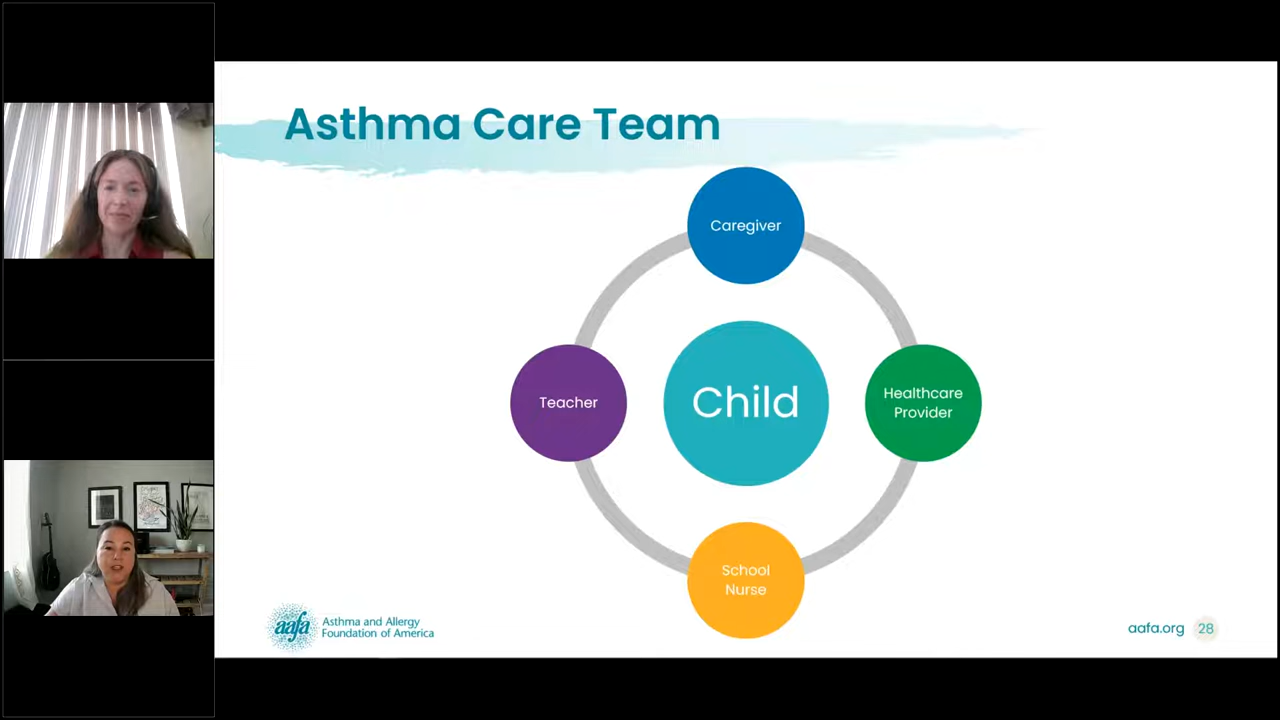 Asthma Care Team
Caregiver
Teacher
Child
Healthcare
Provider
School
Nurse
aafa
Asthma and Allergy
Foundation of America
aafa.org 28